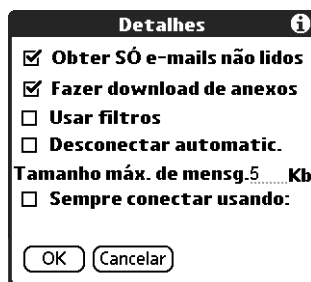 Detalhes
Obter SÓ e-mails não lidos
Fazer download de anexos
Usar filtros
Desconectar automatic.
Tamanho máx. de mensg.5 Kb
Sempre conectar usando:
OK Cancelar